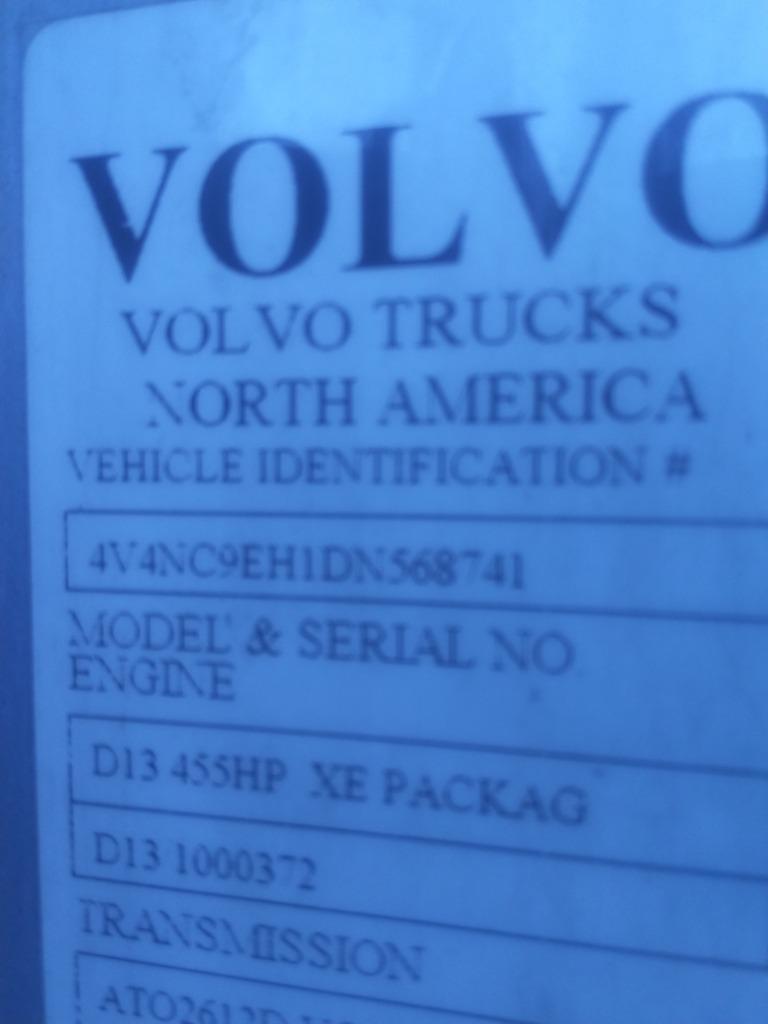 VOLVO
VOLVO TRUCKS
NORTH AMERICA
VEHICLE IDENTIFICATION #
4V4NC9EH1DN568741
MODEL & SERIAL NO
ENGINE
D13 455HP XE PACKAG
D13 1000372
TRANSMISSION
ATO2612D